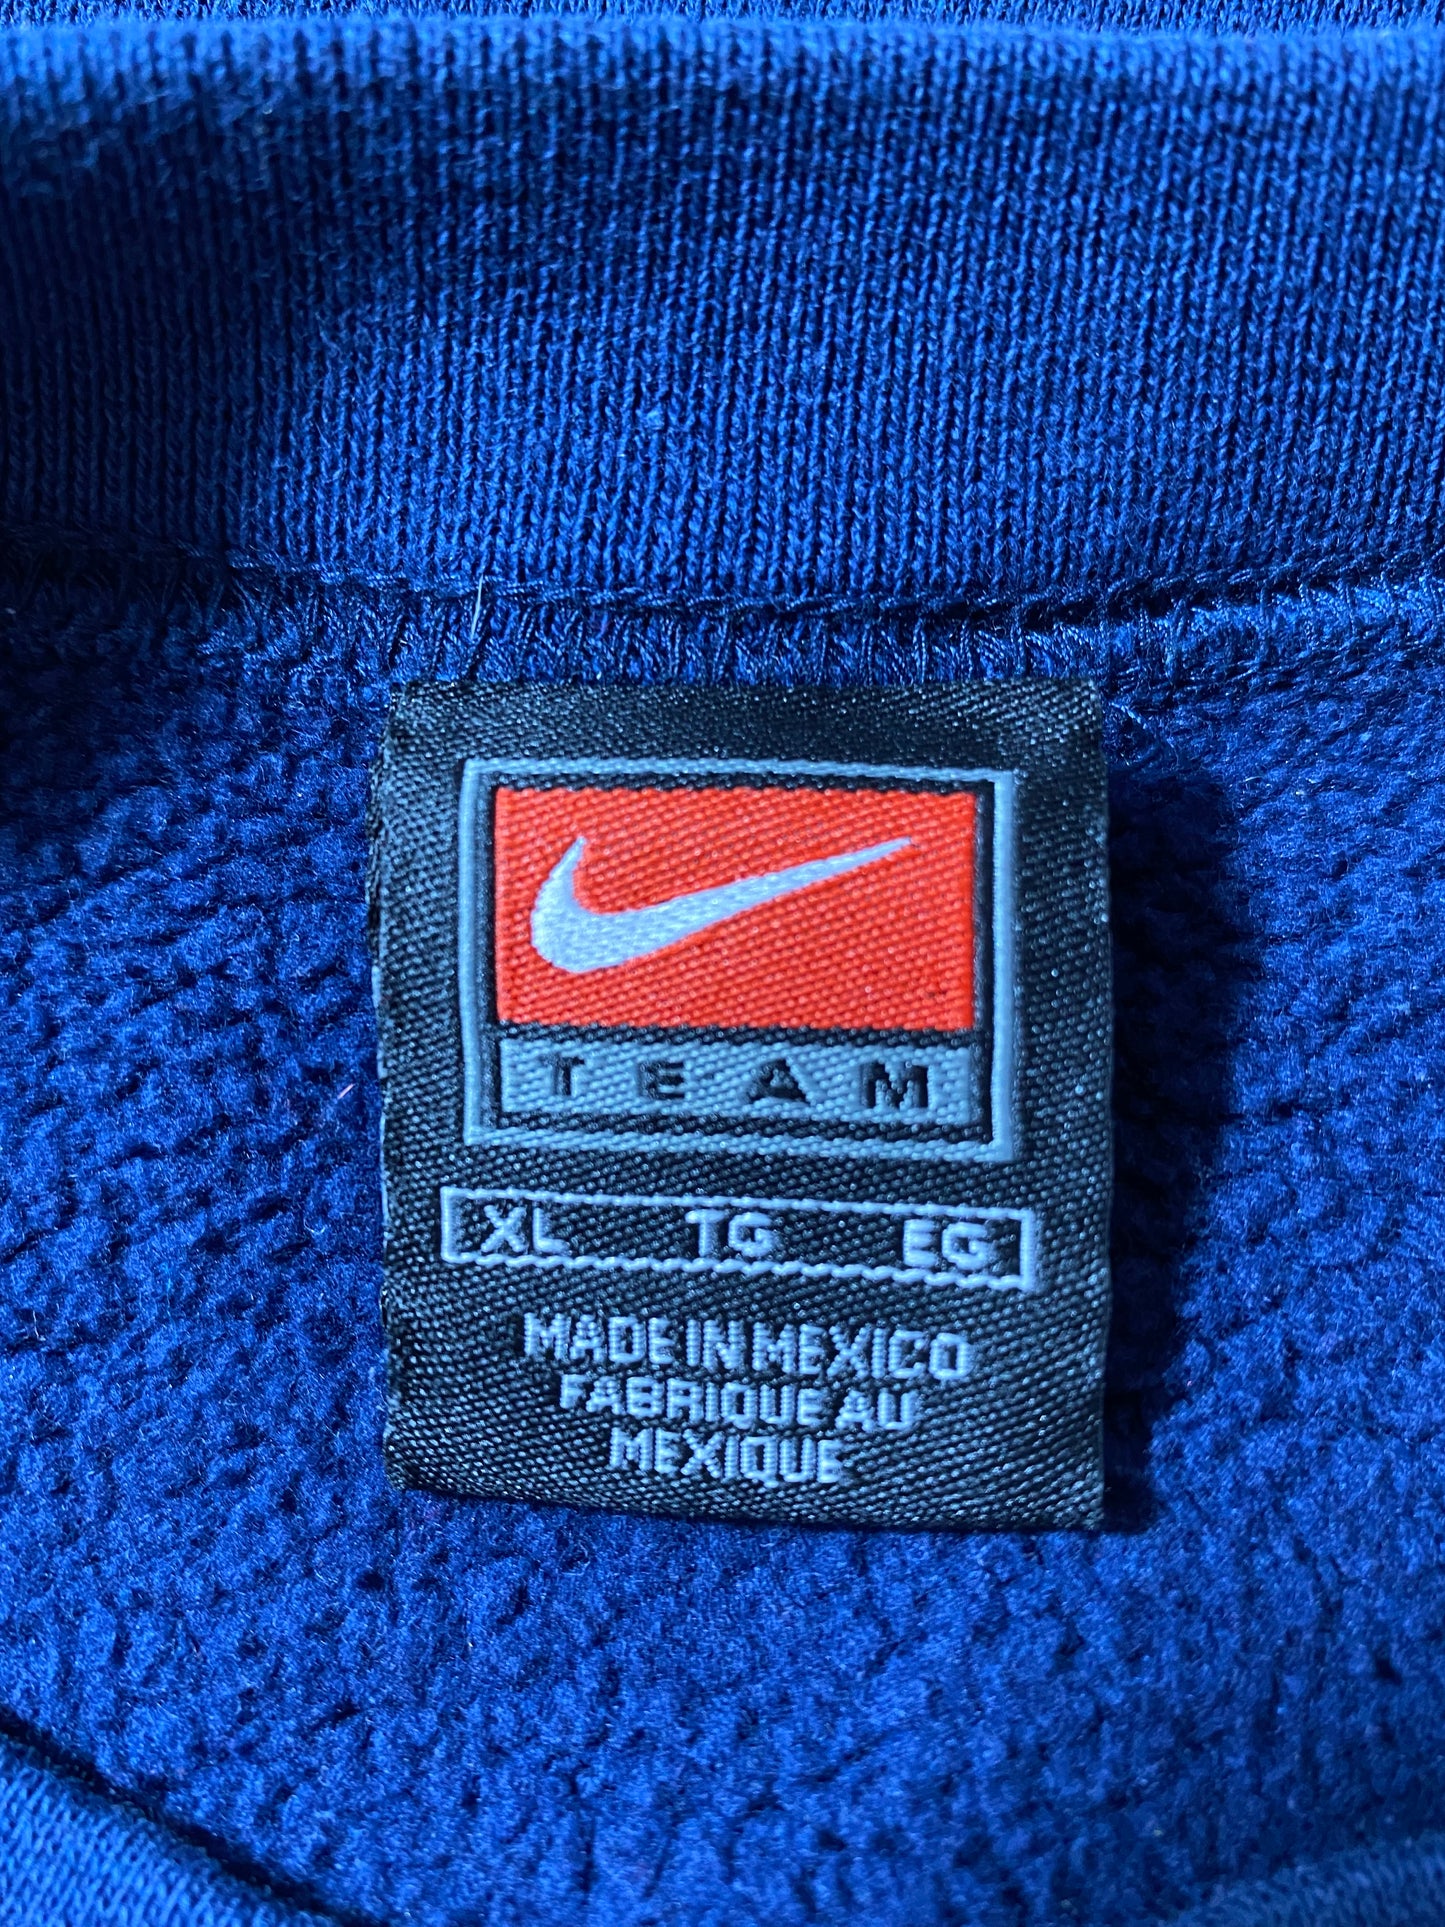 TEAM
XL TG EG
MADE IN MEXICO
FABRIQUE AU
MEXIQUE